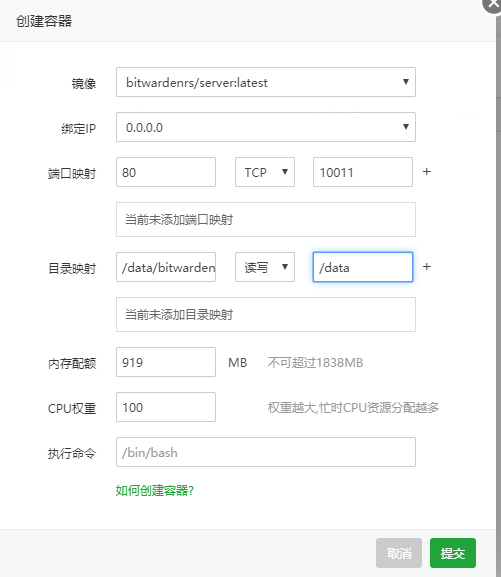 创建容器
镜像 bitwardenrs/server:latest
绑定IP 0.0.0.0
端口映射 80 TCP 10011 +
当前未添加端口映射
目录映射 /data/bitwarden 读写 /data +
当前未添加目录映射
内存配额 919 MB 不可超过1838MB
CPU权重 100 权重越大,忙时CPU资源分配越多
执行命令 /bin/bash
如何创建容器?
取消 提交